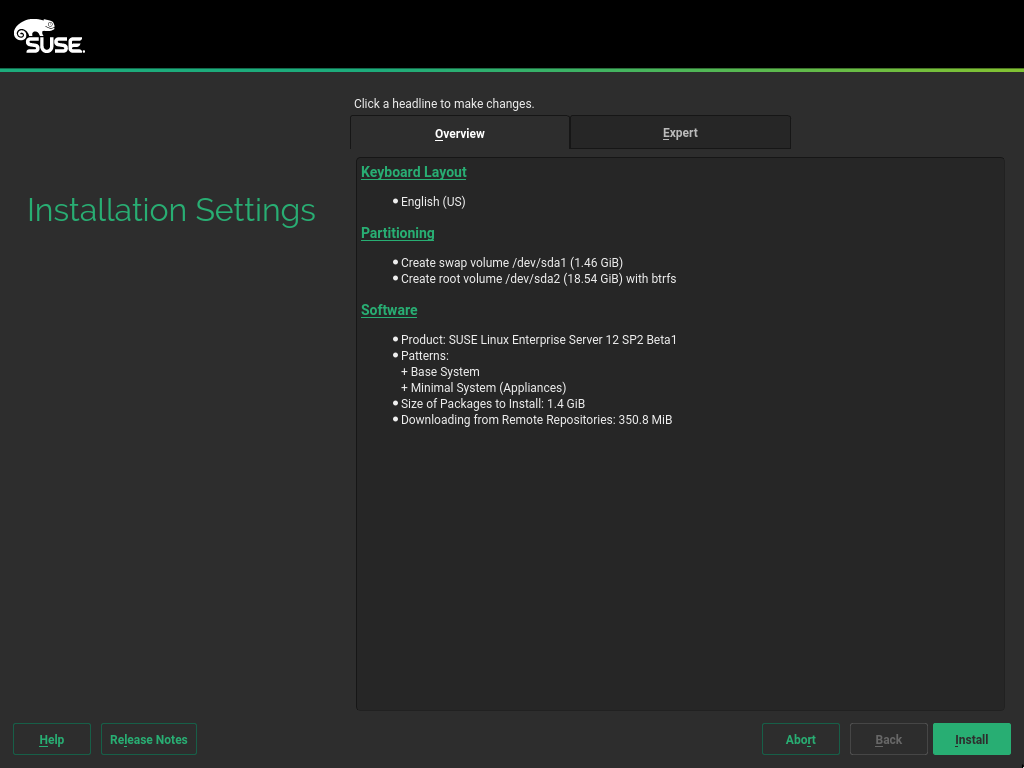 SUSE.
Click a headline to make changes.
Overview
Expert
Installation Settings
Keyboard Layout
• English (US)
Partitioning
• Create swap volume /dev/sda1 (1.46 GiB)
• Create root volume /dev/sda2 (18.54 GiB) with btrfs
Software
• Product: SUSE Linux Enterprise Server 12 SP2 Beta1
• Patterns:
+ Base System
+ Minimal System (Appliances)
• Size of Packages to Install: 1.4 GiB
• Downloading from Remote Repositories: 350.8 MiB
Help
Release Notes
Abort
Back
Install